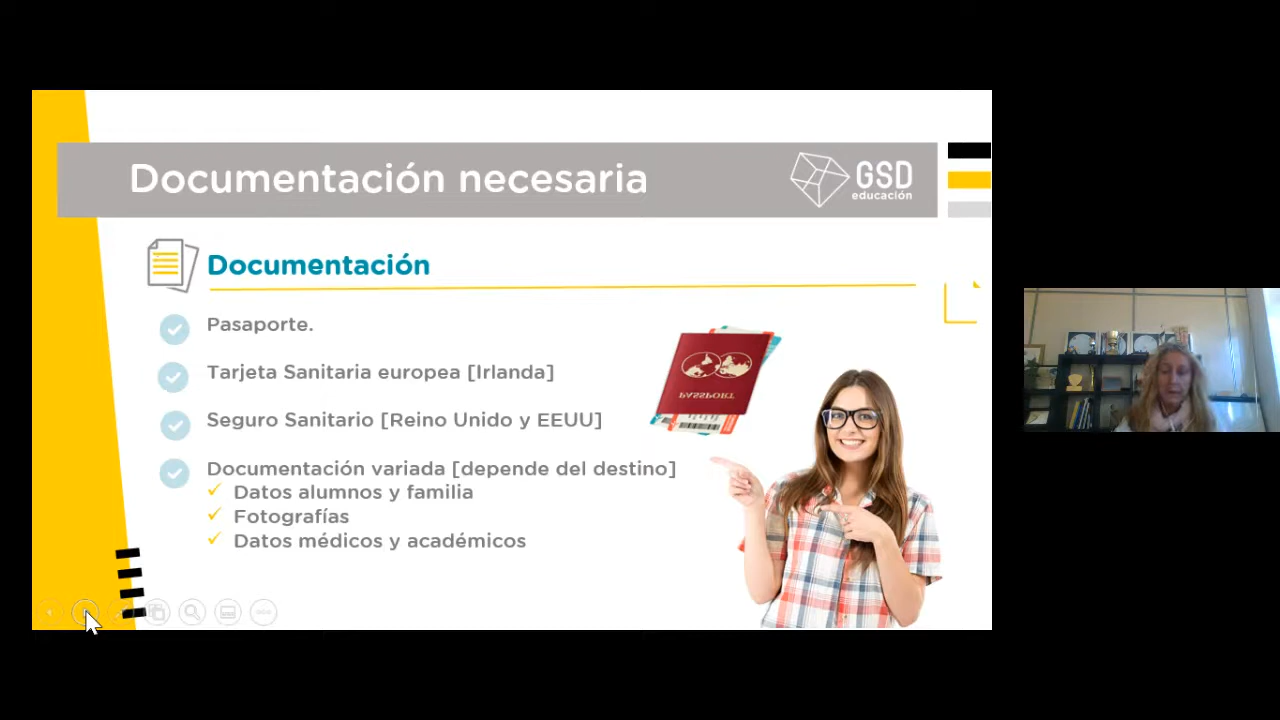 Documentación necesaria
GSD
educación
Documentación
Pasaporte.
Tarjeta Sanitaria europea [Irlanda]
Seguro Sanitario [Reino Unido y EEUU]
Documentación variada [depende del destino]
Datos alumnos y familia
Fotografías
Datos médicos y académicos
PASSPORT